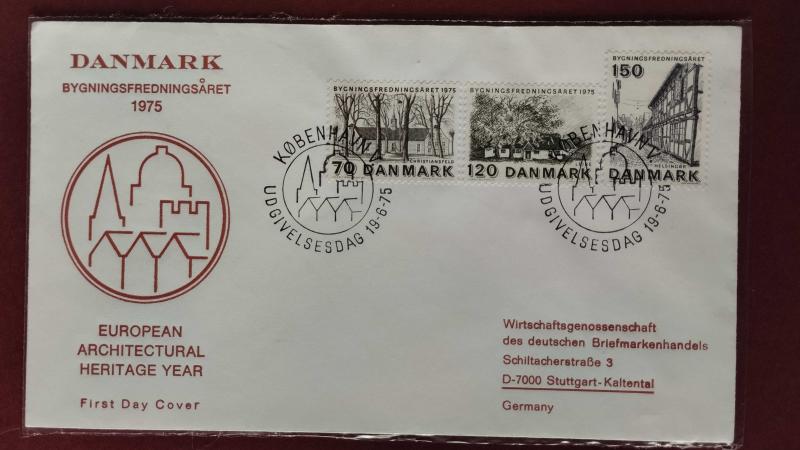 DANMARK
BYGNINGSFREDNINGSÅRET
1975
EUROPEAN
ARCHITECTURAL
HERITAGE YEAR
First Day Cover
BYGNINGSFREDNINGSÅRET 1975
CHRISTIANSFELD
70 DANMARK
BYGNINGSFREDNINGSÅRET 1975
120 DANMARK
150
BYGNINGSFREDNINGSÅRET 1975
HELSINGØR
DANMARK
KØBENHAVN V.
UDGIVELSESDAG 19-6-75
KØBENHAVN V.
UDGIVELSESDAG 19-6-75
Wirtschaftsgenossenschaft
des deutschen Briefmarkenhandels
Schiltacherstraße 3
D-7000 Stuttgart-Kaltental
Germany